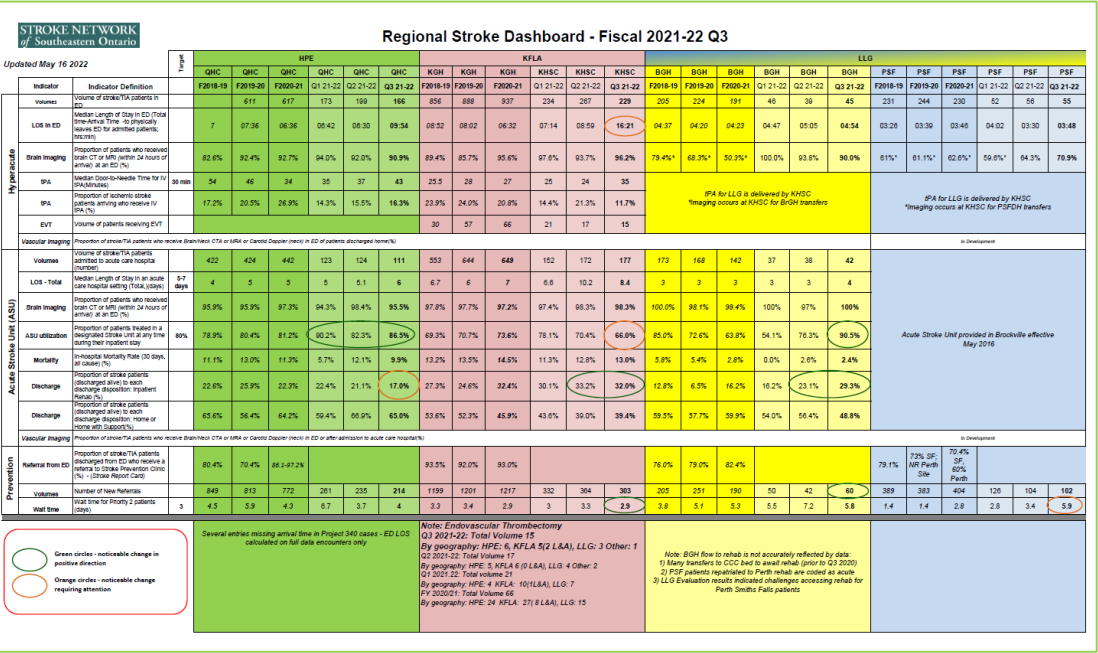 STROKE NETWORK
of Southeastern Ontario
Regional Stroke Dashboard - Fiscal 2021-22 Q3
Updated May 16 2022
Target
HPE KFLA LLG
QHC QHC QHC QHC QHC QHC KGH KGH KGH KHSC KHSC KHSC BGH BGH BGH BGH BGH BGH PSF PSF PSF PSF PSF PSF
Indicator Indicator Definition F2018-19 F2019-20 F2020-21 Q1 21-22 Q2 21-22 Q3 21-22 F2018-19 F2019-20 F2020-21 Q1 21-22 Q2 21-22 Q3 21-22 F2018-19 F2019-20 F2020-21 Q1 21-22 Q2 21-22 Q3 21-22 F2018-19 F2019-20 F2020-21 Q1 21-22 Q2 21-22 Q3 21-22
Hyperacute
Volumes Volume of stroke/TIA patients in ED 611 617 173 199 166 856 888 937 234 267 229 205 224 191 46 39 45 231 244 230 52 56 55
LOS in ED Median Length of Stay in ED (Total time-Arrival Time -to physically leaves ED for admitted patients; hrs:min) 7 07:36 06:36 06:42 06:30 09:54 08:52 08:02 06:32 07:14 08:59 16:21 04:37 04:20 04:23 04:47 05:05 04:54 03:26 03:39 03:46 04:02 03:30 03:48
Brain Imaging Proportion of patients who received brain CT or MRI (within 24 hours of arrival) at an ED (%) 82.6% 92.4% 92.7% 94.0% 92.0% 90.9% 89.4% 85.7% 95.6% 97.6% 93.7% 96.2% 79.4%* 68.3%* 50.3%* 100.0% 93.8% 90.0% 61%* 61.1%* 62.6%* 59.6%* 64.3% 70.9%
tPA Median Door-to-Needle Time for IV tPA(Minutes) 30 min 54 46 34 35 37 43 25.5 28 27 25 24 35
tPA Proportion of ischemic stroke patients arriving who receive IV tPA (%) 17.2% 20.5% 26.9% 14.3% 15.5% 16.3% 23.9% 24.0% 20.8% 14.4% 21.3% 11.7%
tPA for LLG is delivered by KHSC
*Imaging occurs at KHSC for BrGH transfers
tPA for LLG is delivered by KHSC
*Imaging occurs at KHSC for PSFDH transfers
EVT Volume of patients receiving EVT 30 57 66 21 17 15
Vascular Imaging Proportion of stroke/TIA patients who receive Brain/Neck CTA or MRA or Carotid Doppler (neck) in ED of patients discharged home(%) In Development
Acute Stroke Unit (ASU)
Volumes Volume of stroke/TIA patients admitted to acute care hospital (number) 422 424 442 123 124 111 553 644 649 152 172 177 173 168 142 37 38 42
LOS - Total Median Length of Stay in an acute care hospital setting (Total,)(days) 5-7 days 4 5 5 5 5.1 6 6.7 6 7 6.6 10.2 8.4 3 3 3 3 3 4
Brain Imaging Proportion of patients who received brain CT or MRI (within 24 hours of arrival) at an ED (%) 95.9% 95.9% 97.3% 94.3% 98.4% 95.5% 97.8% 97.7% 97.2% 97.4% 98.3% 98.3% 100.0% 98.1% 99.4% 100% 97% 100%
ASU utilization Proportion of patients treated in a designated Stroke Unit at any time during their inpatient stay 80% 78.9% 80.4% 81.2% 90.2% 82.3% 86.5% 69.3% 70.7% 73.6% 78.1% 70.4% 66.0% 85.0% 72.6% 63.8% 54.1% 76.3% 90.5%
Acute Stroke Unit provided in Brockville effective
May 2016
Mortality In-hospital Mortality Rate (30 days, all cause) (%) 11.1% 13.0% 11.3% 5.7% 12.1% 9.9% 13.2% 13.5% 14.5% 11.3% 12.8% 13.0% 5.8% 5.4% 2.8% 0.0% 2.6% 2.4%
Discharge Proportion of stroke patients (discharged alive) to each discharge disposition: Inpatient Rehab (%) 22.6% 25.9% 22.3% 22.4% 21.1% 17.0% 27.3% 24.6% 32.4% 30.1% 33.2% 32.0% 12.8% 6.5% 16.2% 16.2% 23.1% 29.3%
Discharge Proportion of stroke patients (discharged alive) to each discharge disposition: Home or Home with Support(%) 65.6% 56.4% 64.2% 59.4% 66.9% 65.0% 53.6% 52.3% 45.9% 43.6% 39.0% 39.4% 59.5% 57.7% 59.9% 54.0% 56.4% 48.8%
Vascular Imaging Proportion of stroke/TIA patients who receive Brain/Neck CTA or MRA or Carotid Doppler (neck) in ED or after admission to acute care hospital(%) In Development
Prevention
Referral from ED Proportion of stroke/TIA patients discharged from ED who receive a referral to Stroke Prevention Clinic (%) - (Stroke Report Card) 80.4% 70.4% 86.1-97.2% 93.5% 92.0% 93.0% 76.0% 79.0% 82.4% 79.1% 73% SF; NR Perth Site 70.4% SF, 60% Perth
Volumes Number of New Referrals 849 813 772 261 235 214 1199 1201 1217 332 364 303 205 251 190 50 42 60 389 383 404 126 104 102
Wait time Wait time for Priority 2 patients (days) 3 4.5 5.9 4.3 6.7 3.7 4 3.3 3.4 2.9 3 3.3 2.9 3.8 5.1 5.3 5.5 7.2 5.8 1.4 1.4 2.8 2.8 3.4 5.9
Green circles - noticeable change in
positive direction
Orange circles - noticeable change
requiring attention
Several entries missing arrival time in Project 340 cases - ED LOS
calculated on full data encounters only
Note: Endovascular Thrombectomy
Q3 2021-22: Total Volume 15
By geography: HPE: 6, KFLA 5(2 L&A), LLG: 3 Other: 1
Q2 2021-22: Total Volume 17
By geography: HPE: 5, KFLA 6 (0 L&A), LLG: 4 Other: 2
Q1 2021.22: Total volume 21
By geography: HPE: 4 KFLA: 10(1L&A), LLG: 7
FY 2020/21: Total Volume 66
By geography: HPE: 24 KFLA: 27( 8 L&A), LLG: 15
Note: BGH flow to rehab is not accurately reflected by data:
1) Many transfers to CCC bed to await rehab (prior to Q3 2020)
2) PSF patients repatriated to Perth rehab are coded as acute
3) LLG Evaluation results indicated challenges accessing rehab for
Perth Smiths Falls patients